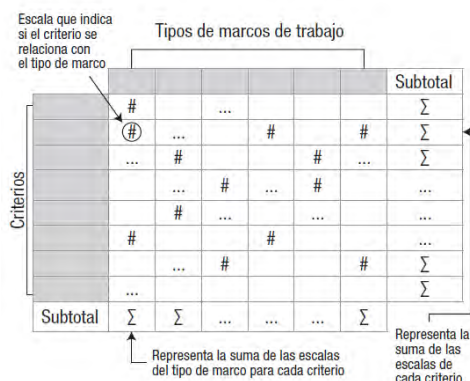 Escala que indica
si el criterio se
relaciona con
el tipo de marco
Tipos de marcos de trabajo
Subtotal
Criterios
# ... Σ
# ... # # Σ
... # # ... Σ
... # ... # ...
# ... ... ...
# # ...
... # # Σ
... Σ
Subtotal Σ Σ ... ... ... Σ
Representa la suma de las escalas
del tipo de marco para cada criterio
Representa la
suma de las
escalas de
cada criterio